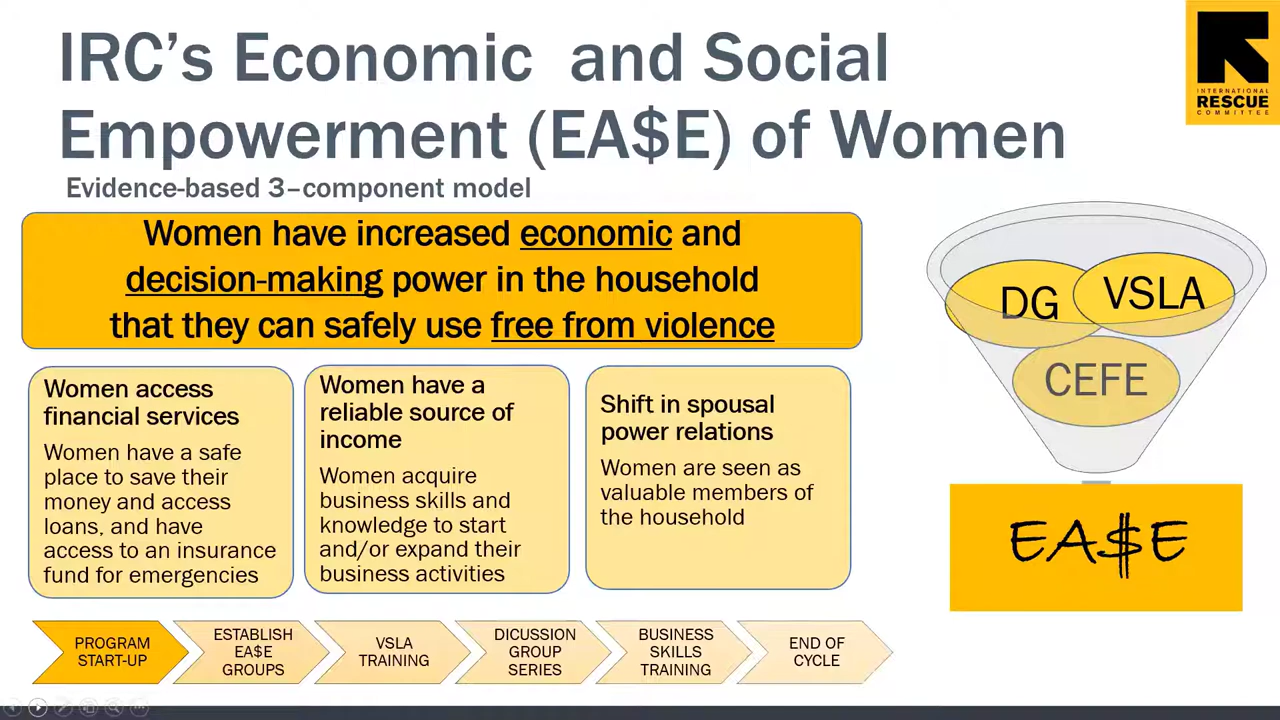 IRC’s Economic and Social
Empowerment (EA$E) of Women
Evidence-based 3–component model
INTERNATIONAL
RESCUE
COMMITTEE
Women have increased economic and
decision-making power in the household
that they can safely use free from violence
DG
VSLA
CEFE
EA$E
Women access
financial services
Women have a safe
place to save their
money and access
loans, and have
access to an insurance
fund for emergencies
Women have a
reliable source of
income
Women acquire
business skills and
knowledge to start
and/or expand their
business activities
Shift in spousal
power relations
Women are seen as
valuable members of
the household
PROGRAM
START-UP
ESTABLISH
EA$E
GROUPS
VSLA
TRAINING
DICUSSION
GROUP
SERIES
BUSINESS
SKILLS
TRAINING
END OF
CYCLE